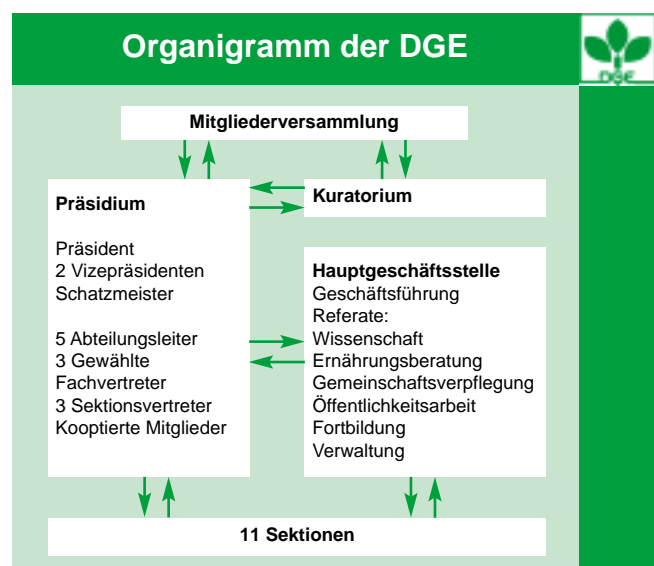 Organigramm der DGE
DGE
Mitgliederversammlung
Präsidium
Präsident
2 Vizepräsidenten
Schatzmeister
5 Abteilungsleiter
3 Gewählte
Fachvertreter
3 Sektionsvertreter
Kooptierte Mitglieder
Kuratorium
Hauptgeschäftsstelle
Geschäftsführung
Referate:
Wissenschaft
Ernährungsberatung
Gemeinschaftsverpflegung
Öffentlichkeitsarbeit
Fortbildung
Verwaltung
11 Sektionen